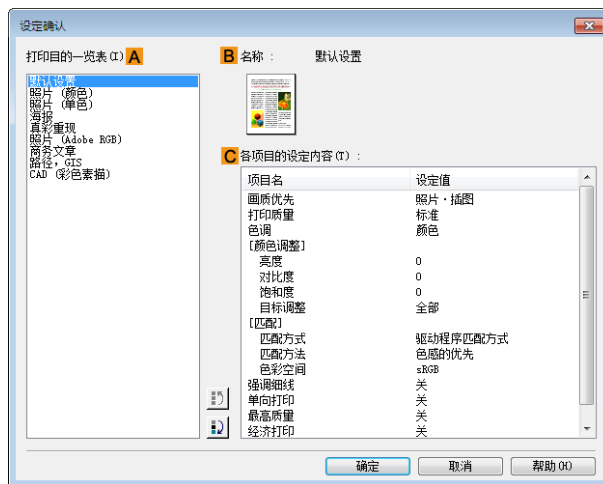 设定确认
打印目的一览表(I) A
默认设置
照片 (颜色)
照片 (单色)
海报
真彩重现
照片 (Adobe RGB)
商务文章
路径,GIS
CAD (彩色素描)
B 名称 : 默认设置
C 各项目的设定内容(T) :
项目名 设定值
画质优先 照片・插图
打印质量 标准
色调 颜色
[颜色调整]
亮度 0
对比度 0
饱和度 0
目标调整 全部
[匹配]
匹配方式 驱动程序匹配方式
匹配方法 色感的优先
色彩空间 sRGB
强调细线 关
单向打印 关
最高质量 关
经济打印 关
确定 取消 帮助(H)